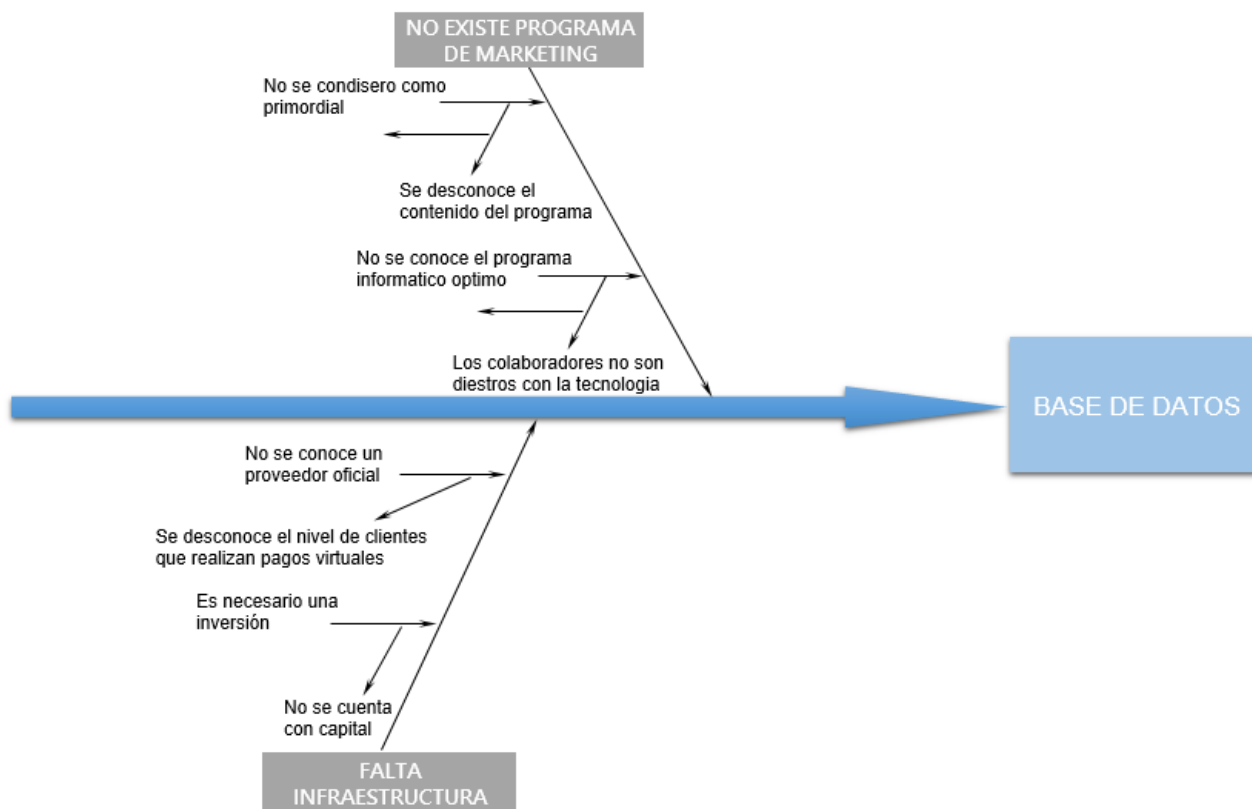 NO EXISTE PROGRAMA
DE MARKETING
No se condisero como
primordial
Se desconoce el
contenido del programa
No se conoce el programa
informatico optimo
Los colaboradores no son
diestros con la tecnologia
BASE DE DATOS
No se conoce un
proveedor oficial
Se desconoce el nivel de clientes
que realizan pagos virtuales
Es necesario una
inversión
No se cuenta
con capital
FALTA
INFRAESTRUCTURA